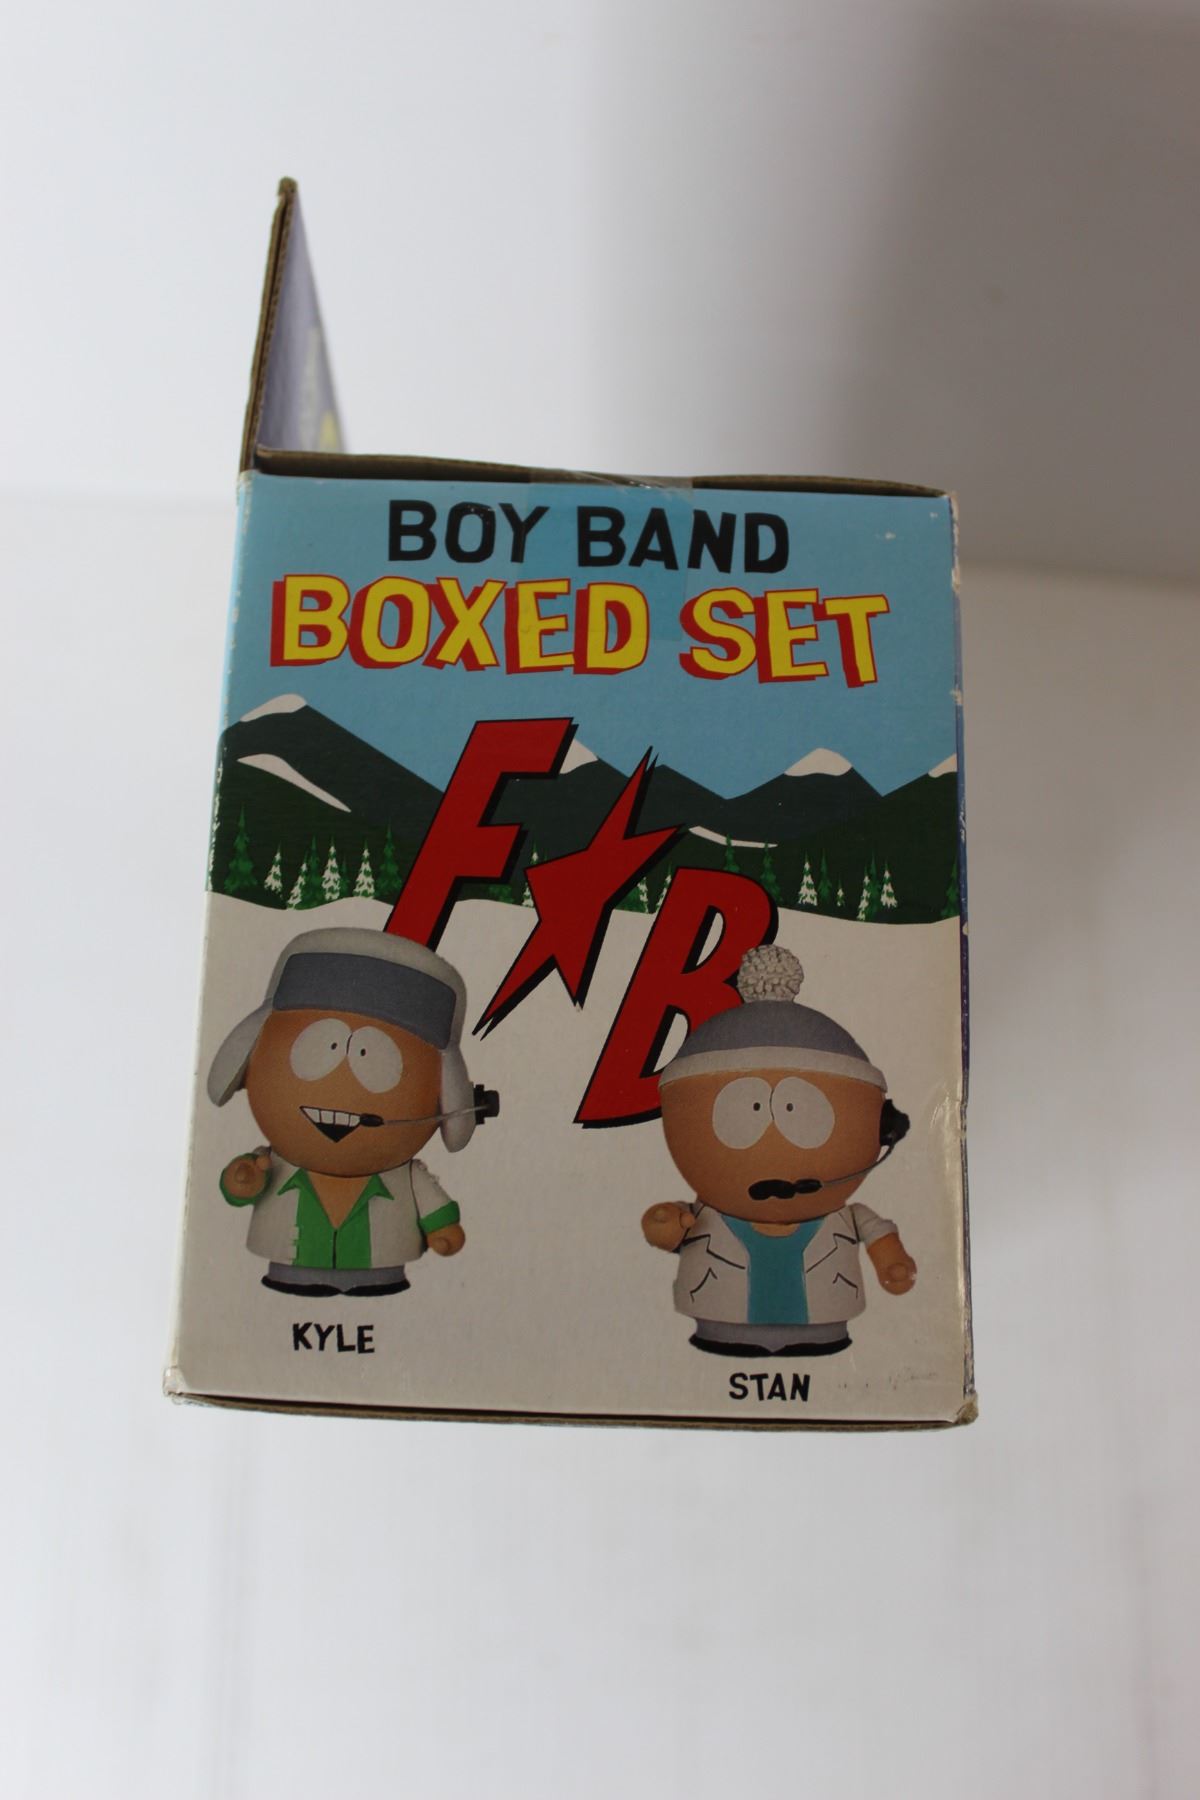 BOY BAND
BOXED SET
F★B
KYLE
STAN